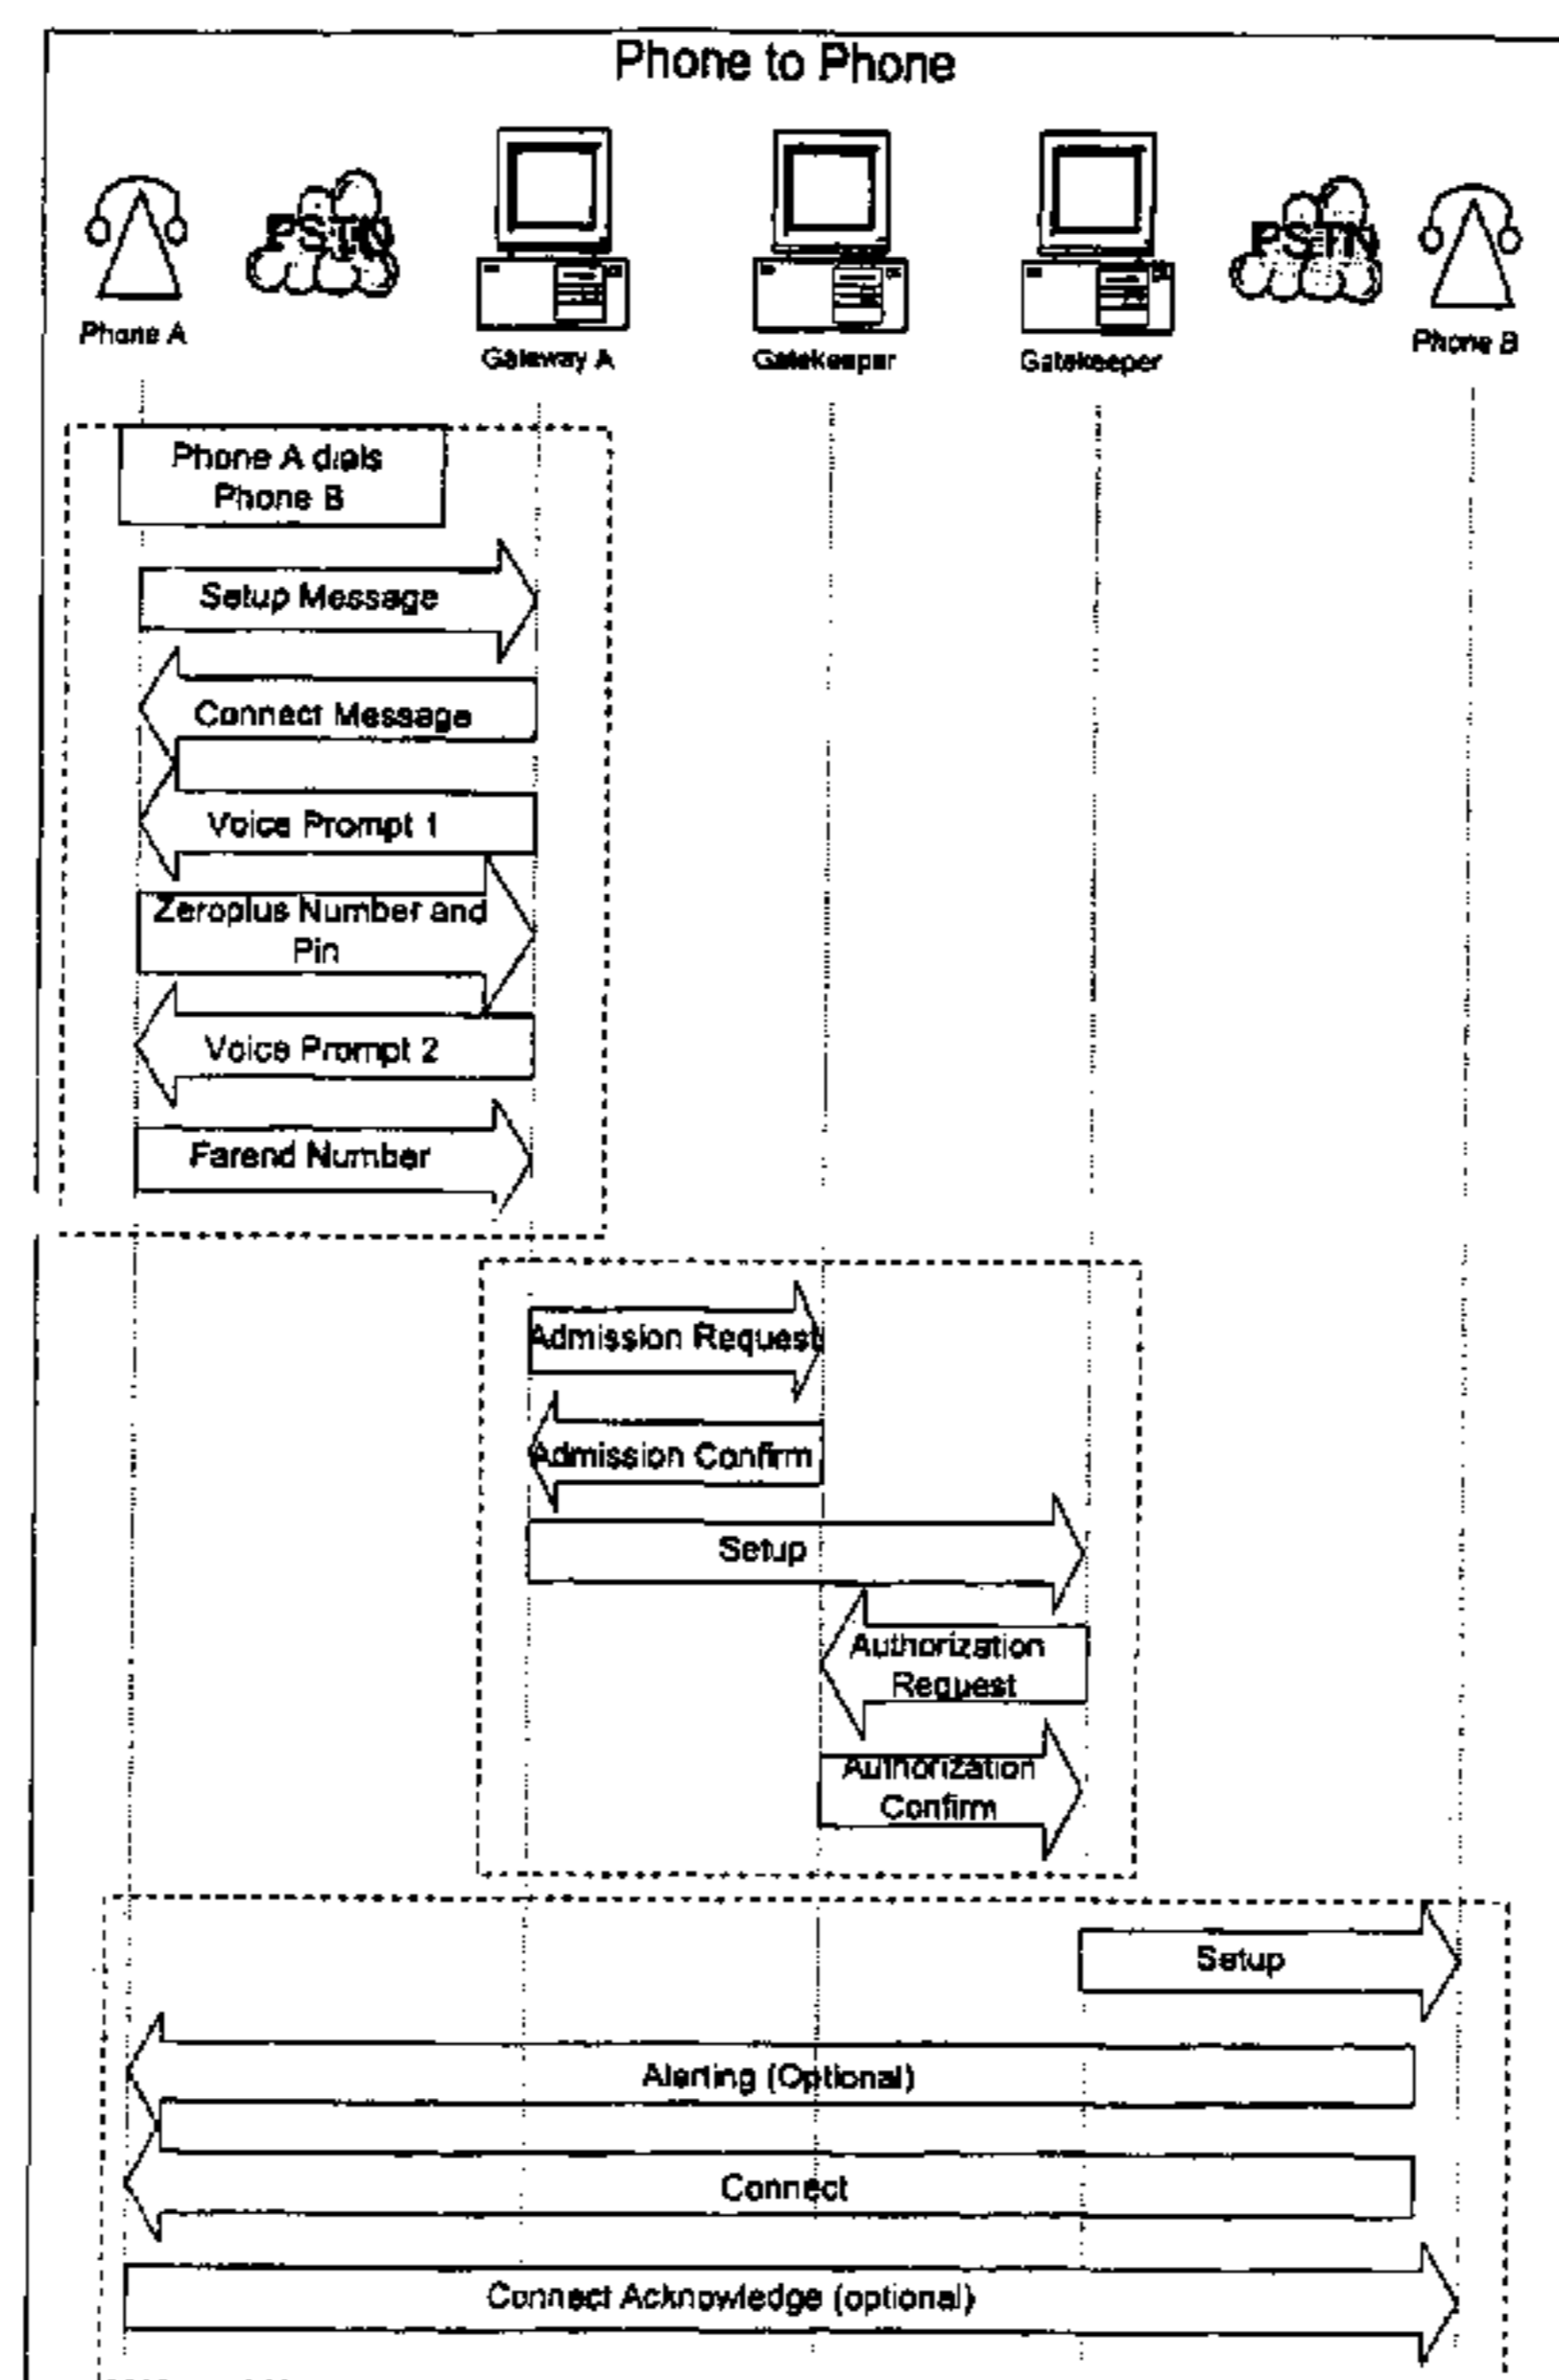 Phone to Phone
PSTN
PSTN
Phone A
Gateway A
Gatekeeper
Gatekeeper
Phone B
Phone A dials
Phone B
Setup Message
Connect Message
Voice Prompt 1
Zeroplus Number and
Pin
Voice Prompt 2
Farend Number
Admission Request
Admission Confirm
Setup
Authorization
Request
Authorization
Confirm
Setup
Alerting (Optional)
Connect
Connect Acknowledge (optional)